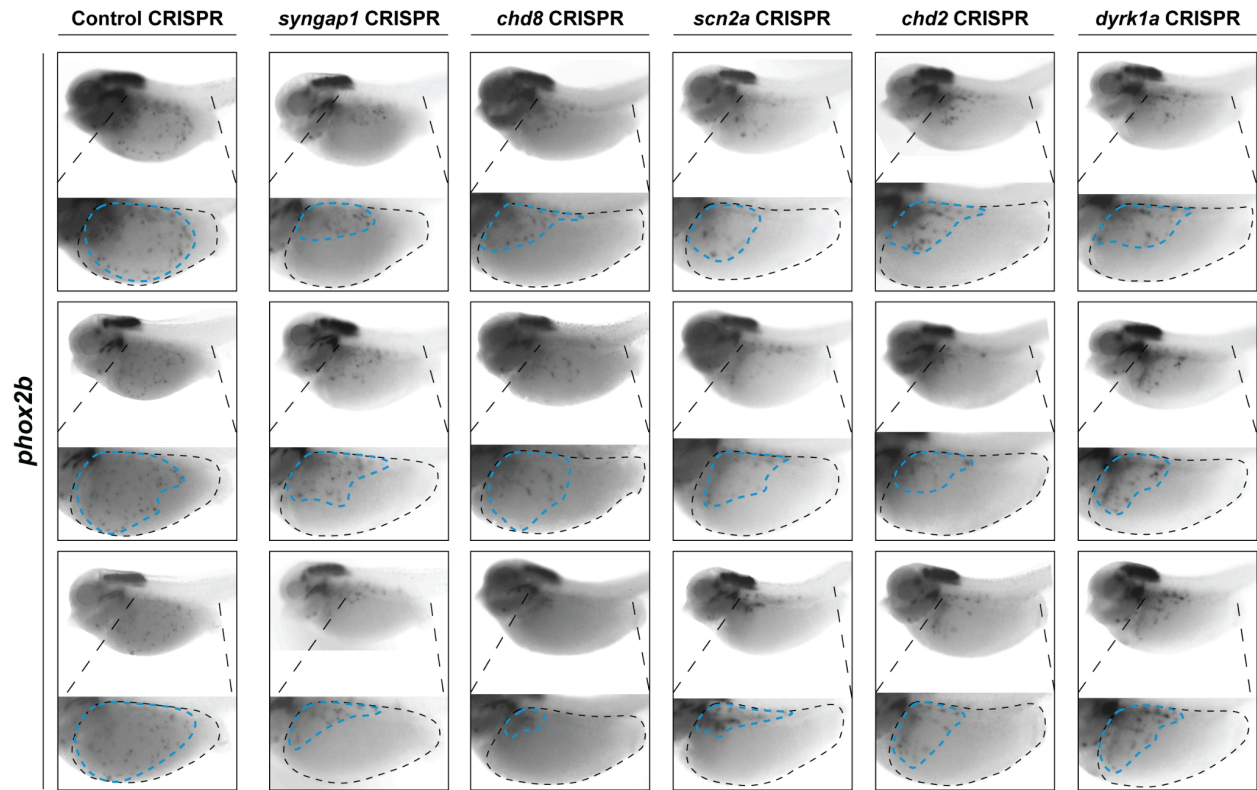 Control CRISPR
syngap1 CRISPR
chd8 CRISPR
scn2a CRISPR
chd2 CRISPR
dyrk1a CRISPR
phox2b